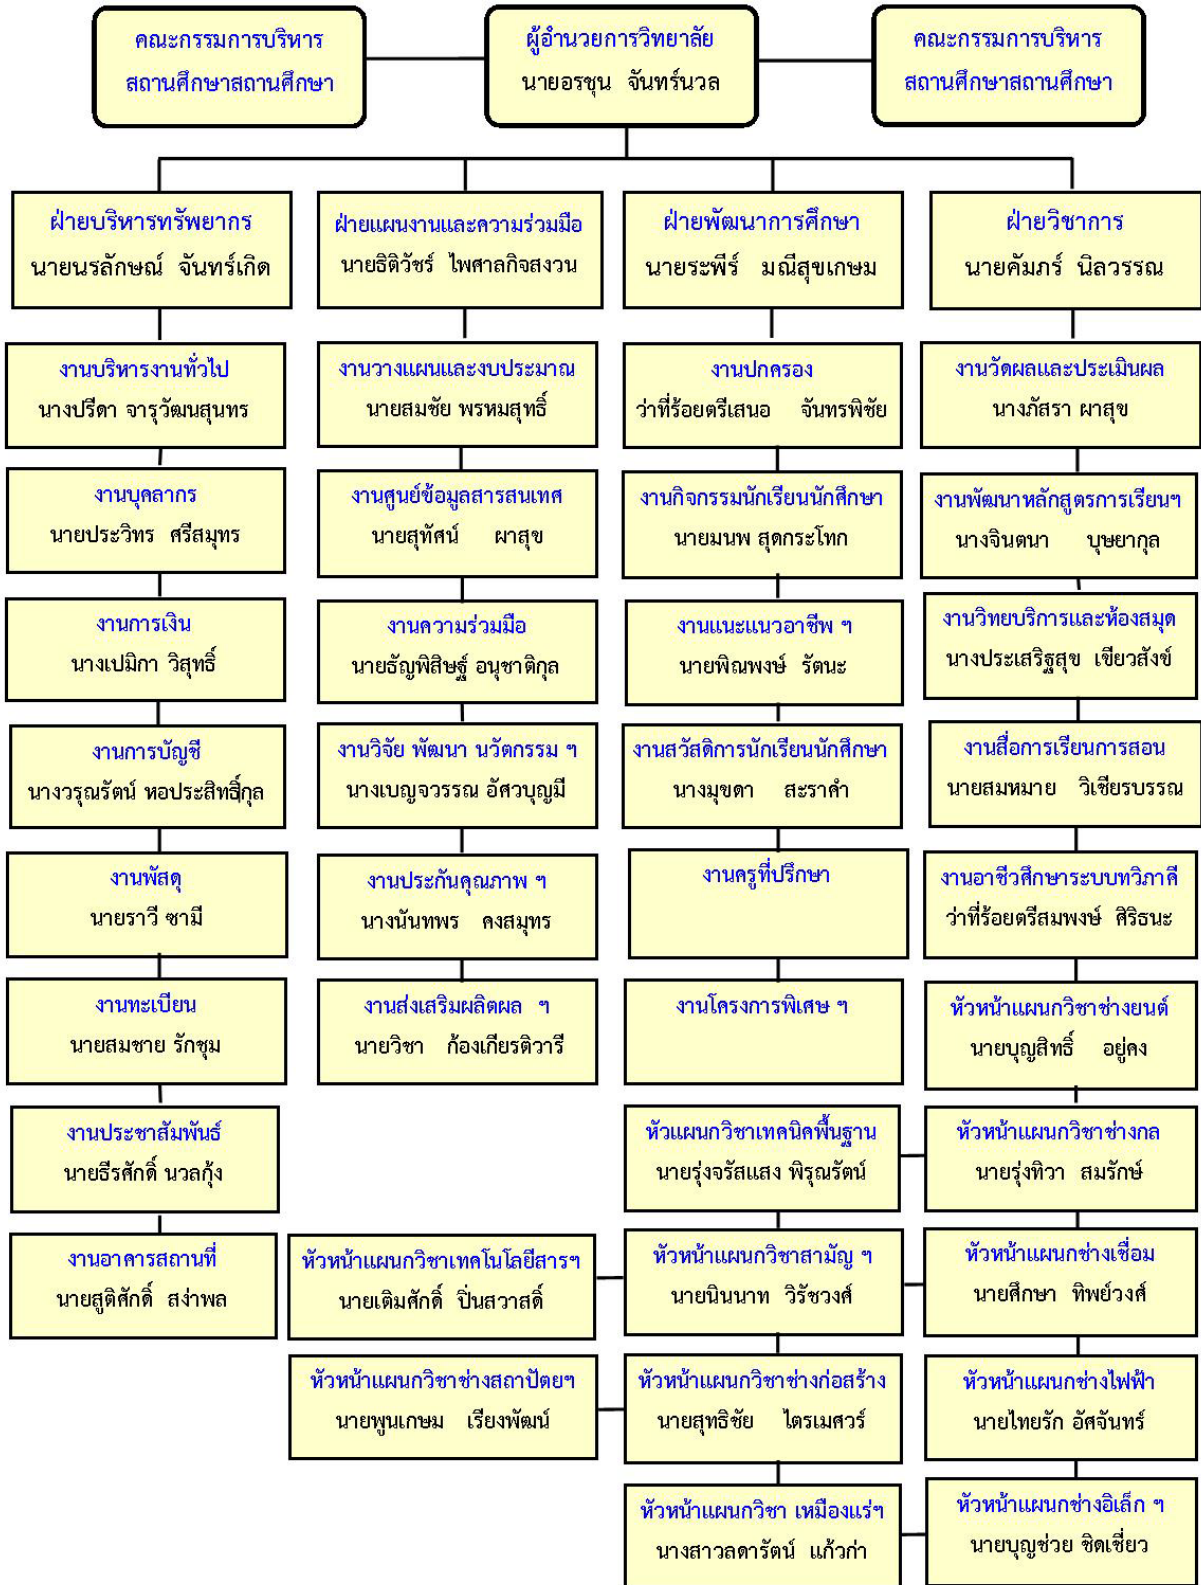 คณะกรรมการบริหาร
สถานศึกษาสถานศึกษา
ผู้อำนวยการวิทยาลัย
นายอรชุน จันทร์นวล
คณะกรรมการบริหาร
สถานศึกษาสถานศึกษา
ฝ่ายบริหารทรัพยากร
นายนรลักษณ์ จันทร์เกิด
ฝ่ายแผนงานและความร่วมมือ
นายธิติวัชร์ ไพศาลกิจสงวน
ฝ่ายพัฒนาการศึกษา
นายระพีร์ มณีสุขเกษม
ฝ่ายวิชาการ
นายคัมภร์ นิลวรรณ
งานบริหารงานทั่วไป
นางปรีดา จารุวัฒนสุนทร
งานวางแผนและงบประมาณ
นายสมชัย พรหมสุทธิ์
งานปกครอง
ว่าที่ร้อยตรีเสนอ จันทรพิชัย
งานวัดผลและประเมินผล
นางภัสรา ผาสุข
งานบุคลากร
นายประวิทร ศรีสมุทร
งานศูนย์ข้อมูลสารสนเทศ
นายสุทัศน์ ผาสุข
งานกิจกรรมนักเรียนนักศึกษา
นายมนพ สุดกระโทก
งานพัฒนาหลักสูตรการเรียนฯ
นางจินตนา บุษยากุล
งานการเงิน
นางเปมิกา วิสุทธิ์
งานความร่วมมือ
นายธัญพิสิษฐ์ อนุชาติกุล
งานแนะแนวอาชีพ ฯ
นายพิณพงษ์ รัตนะ
งานวิทยบริการและห้องสมุด
นางประเสริฐสุข เขียวสังข์
งานการบัญชี
นางวรุณรัตน์ หอประสิทธิ์กุล
งานวิจัย พัฒนา นวัตกรรม ฯ
นางเบญจวรรณ อัศวบุญมี
งานสวัสดิการนักเรียนนักศึกษา
นางมุขดา สะราคำ
งานสื่อการเรียนการสอน
นายสมหมาย วิเชียรบรรณ
งานพัสดุ
นายราวี ซามี
งานประกันคุณภาพ ฯ
นางนันทพร คงสมุทร
งานครูที่ปรึกษา
งานอาชีวศึกษาระบบทวิภาคี
ว่าที่ร้อยตรีสมพงษ์ ศิริธนะ
งานทะเบียน
นายสมชาย รักชุม
งานส่งเสริมผลิตผล ฯ
นายวิชา ก้องเกียรติวารี
งานโครงการพิเศษ ฯ
หัวหน้าแผนกวิชาช่างยนต์
นายบุญสิทธิ์ อยู่คง
งานประชาสัมพันธ์
นายธีรศักดิ์ นวลกุ้ง
หัวแผนกวิชาเทคนิคพื้นฐาน
นายรุ่งจรัสแสง พิรุณรัตน์
หัวหน้าแผนกวิชาช่างกล
นายรุ่งทิวา สมรักษ์
งานอาคารสถานที่
นายสูติศักดิ์ สง่าพล
หัวหน้าแผนกวิชาเทคโนโลยีสารฯ
นายเติมศักดิ์ ปิ่นสวาสดิ์
หัวหน้าแผนกวิชาสามัญ ฯ
นายนินนาท วิรัชวงศ์
หัวหน้าแผนกช่างเชื่อม
นายศึกษา ทิพย์วงศ์
หัวหน้าแผนกวิชาช่างสถาปัตยฯ
นายพูนเกษม เรียงพัฒน์
หัวหน้าแผนกวิชาช่างก่อสร้าง
นายสุทธิชัย ไตรเมศวร์
หัวหน้าแผนกช่างไฟฟ้า
นายไทยรัก อัศจันทร์
หัวหน้าแผนกวิชา เหมืองแร่ฯ
นางสาวลดารัตน์ แก้วก่า
หัวหน้าแผนกช่างอิเล็ก ฯ
นายบุญช่วย ชิดเชี่ยว